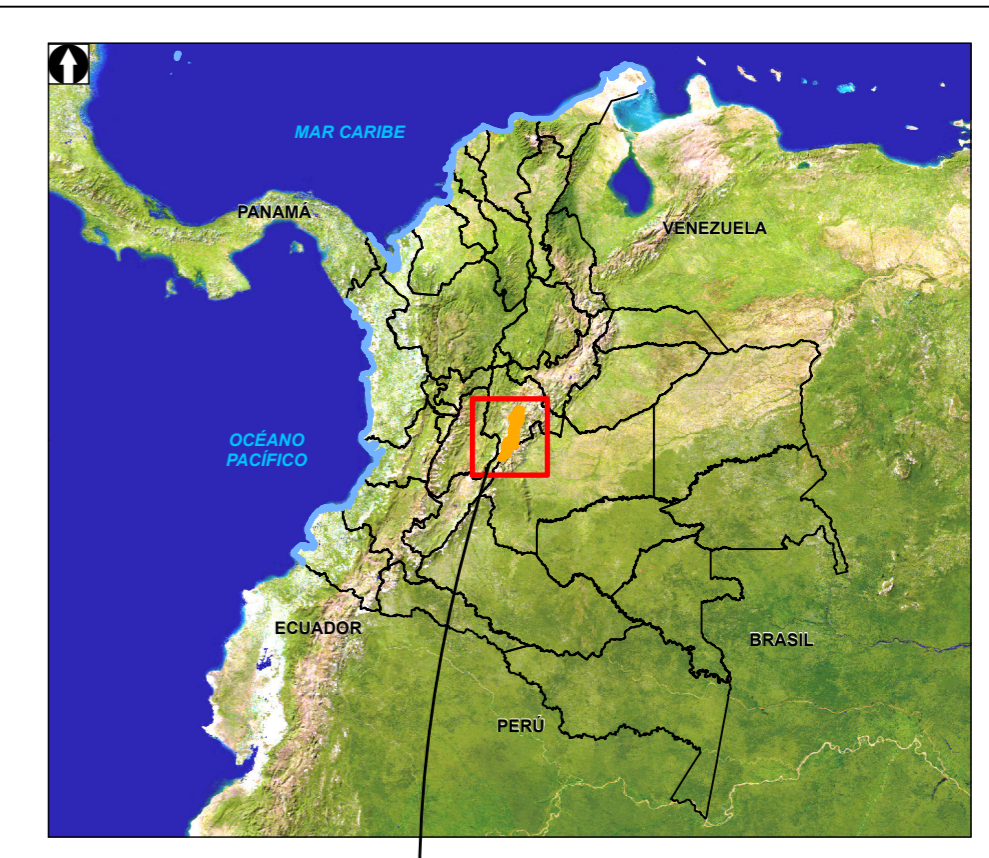 MAR CARIBE
PANAMÁ
VENEZUELA
OCÉANO
PACÍFICO
ECUADOR
BRASIL
PERÚ